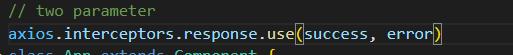 // two parameter
axios.interceptors.response.use(success, error)
class App extends Component {